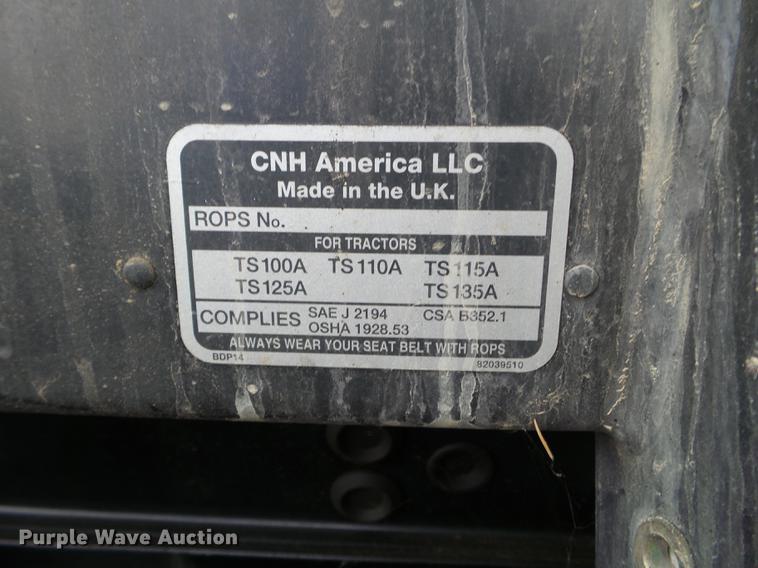 CNH America LLC
Made in the U.K.
ROPS No.
FOR TRACTORS
TS100A TS110A TS115A
TS125A TS135A
COMPLIES SAE J 2194 CSA B352.1
OSHA 1928.53
ALWAYS WEAR YOUR SEAT BELT WITH ROPS
BDP14 82039510
Purple Wave Auction®